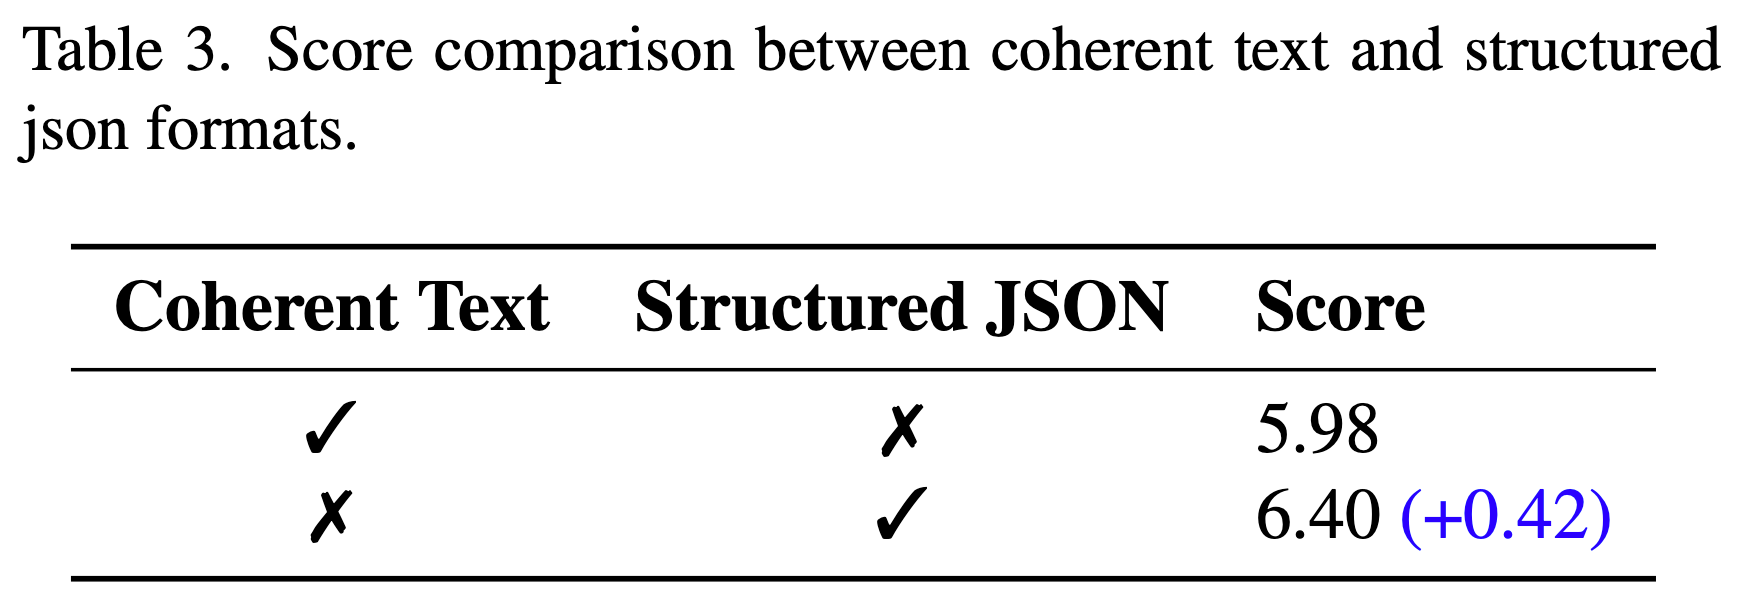 Table 3. Score comparison between coherent text and structured
json formats.
Coherent Text Structured JSON Score
✓ ✗ 5.98
✗ ✓ 6.40 (+0.42)